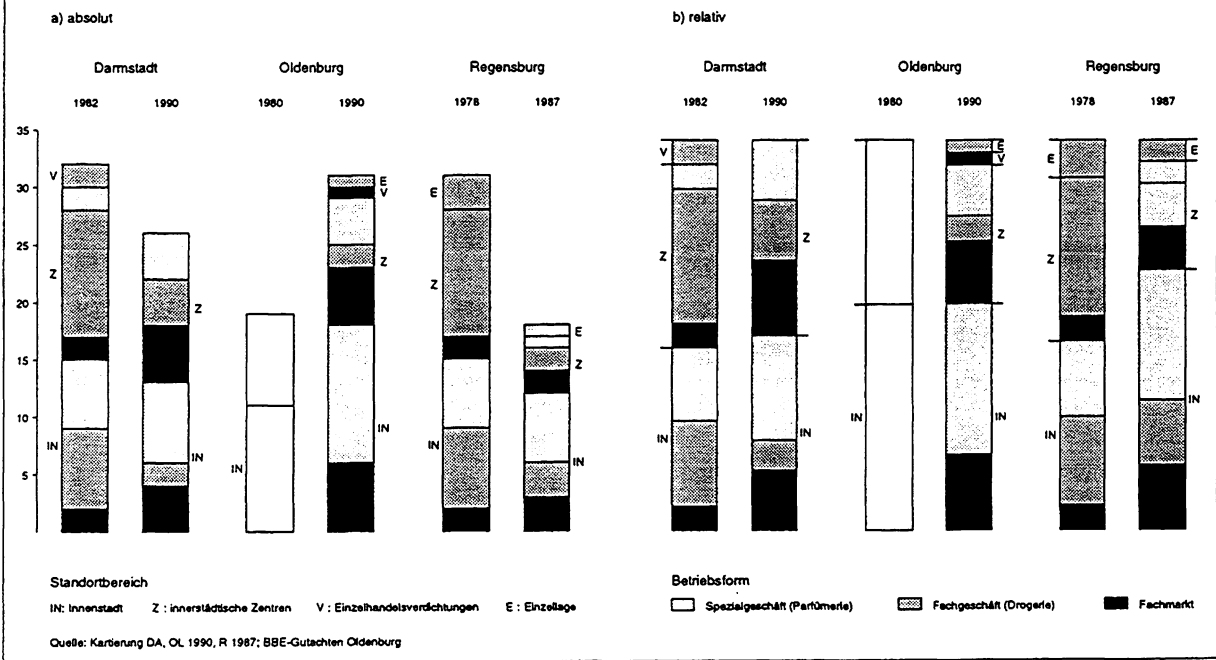 a) absolut
b) relativ
Darmstadt Oldenburg Regensburg
Darmstadt Oldenburg Regensburg
1982 1990 1980 1990 1978 1987
1982 1990 1980 1990 1978 1987
35
30
25
20
15
10
5
V
Z
IN
Z
IN
IN
E
V
Z
IN
E
Z
IN
E
Z
IN
V
Z
IN
Z
IN
IN
E
V
Z
IN
E
Z
IN
E
Z
IN
Standortbereich
IN: Innenstadt Z : innerstädtische Zentren V : Einzelhandelsverdichtungen E : Einzellage
Betriebsform
Spezialgeschäft (Parfümerie) Fachgeschäft (Drogerie) Fachmarkt
Quelle: Kartierung DA, OL 1990, R 1987; BBE-Gutachten Oldenburg